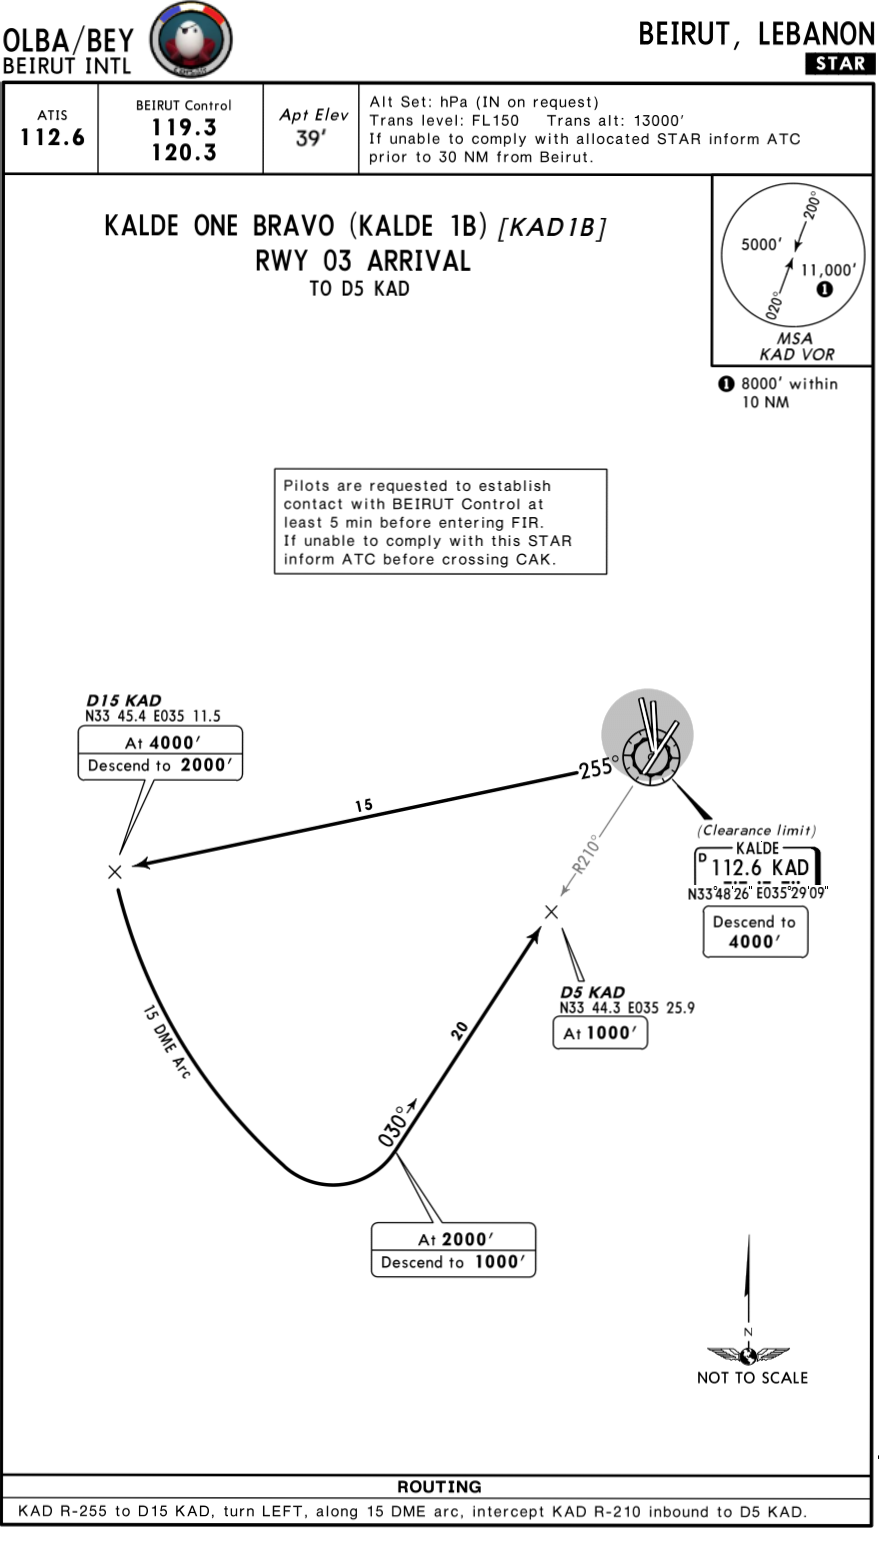 OLBA/BEY
BEIRUT INTL
BEIRUT, LEBANON
STAR
ATIS
112.6
BEIRUT Control
119.3
120.3
Apt Elev
39'
Alt Set: hPa (IN on request)
Trans level: FL150 Trans alt: 13000'
If unable to comply with allocated STAR inform ATC
prior to 30 NM from Beirut.
KALDE ONE BRAVO (KALDE 1B) [KAD1B]
RWY 03 ARRIVAL
TO D5 KAD
200°
5000'
11,000'
1
020°
MSA
KAD VOR
1 8000' within
10 NM
Pilots are requested to establish
contact with BEIRUT Control at
least 5 min before entering FIR.
If unable to comply with this STAR
inform ATC before crossing CAK.
D15 KAD
N33 45.4 E035 11.5
At 4000'
Descend to 2000'
255°
15
R210°
(Clearance limit)
KALDE
D 112.6 KAD
N33°48'26" E035°29'09"
Descend to
4000'
D5 KAD
N33 44.3 E035 25.9
At 1000'
15 DME Arc
20
030°
At 2000'
Descend to 1000'
N
NOT TO SCALE
ROUTING
KAD R-255 to D15 KAD, turn LEFT, along 15 DME arc, intercept KAD R-210 inbound to D5 KAD.